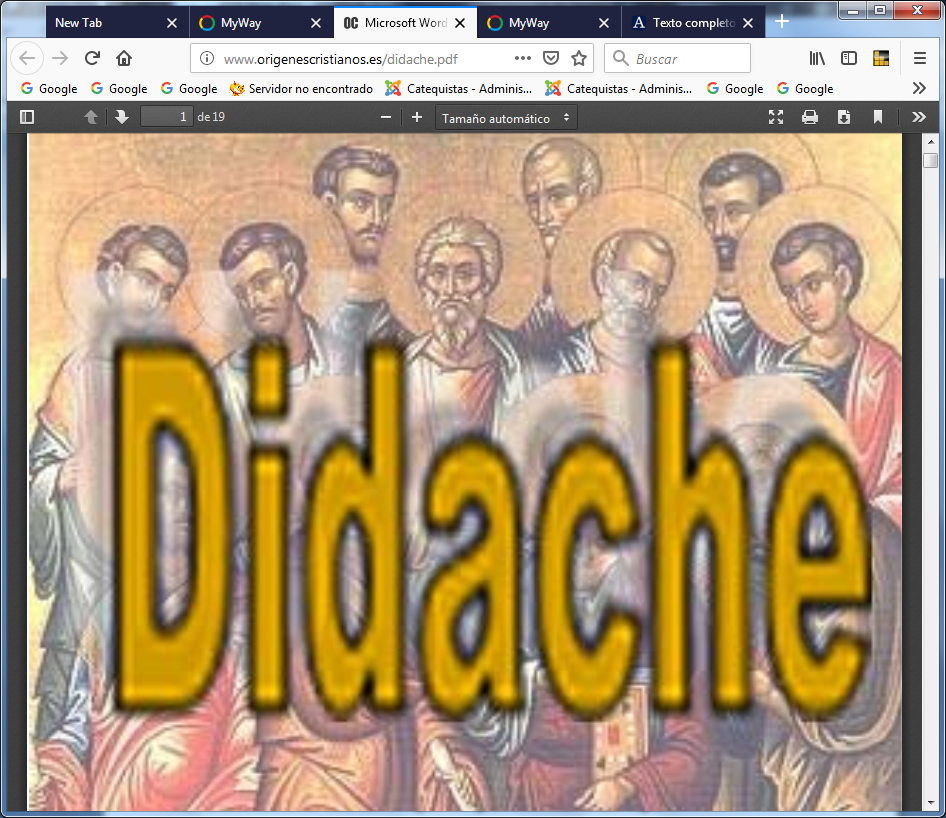 New Tab
MyWay
Microsoft Word
MyWay
Texto completo
www.origenescristianos.es/didache.pdf
Buscar
Google
Google
Google
Servidor no encontrado
Catequistas - Adminis...
Catequistas - Adminis...
Google
Google
1 de 19
Tamaño automático
Didache